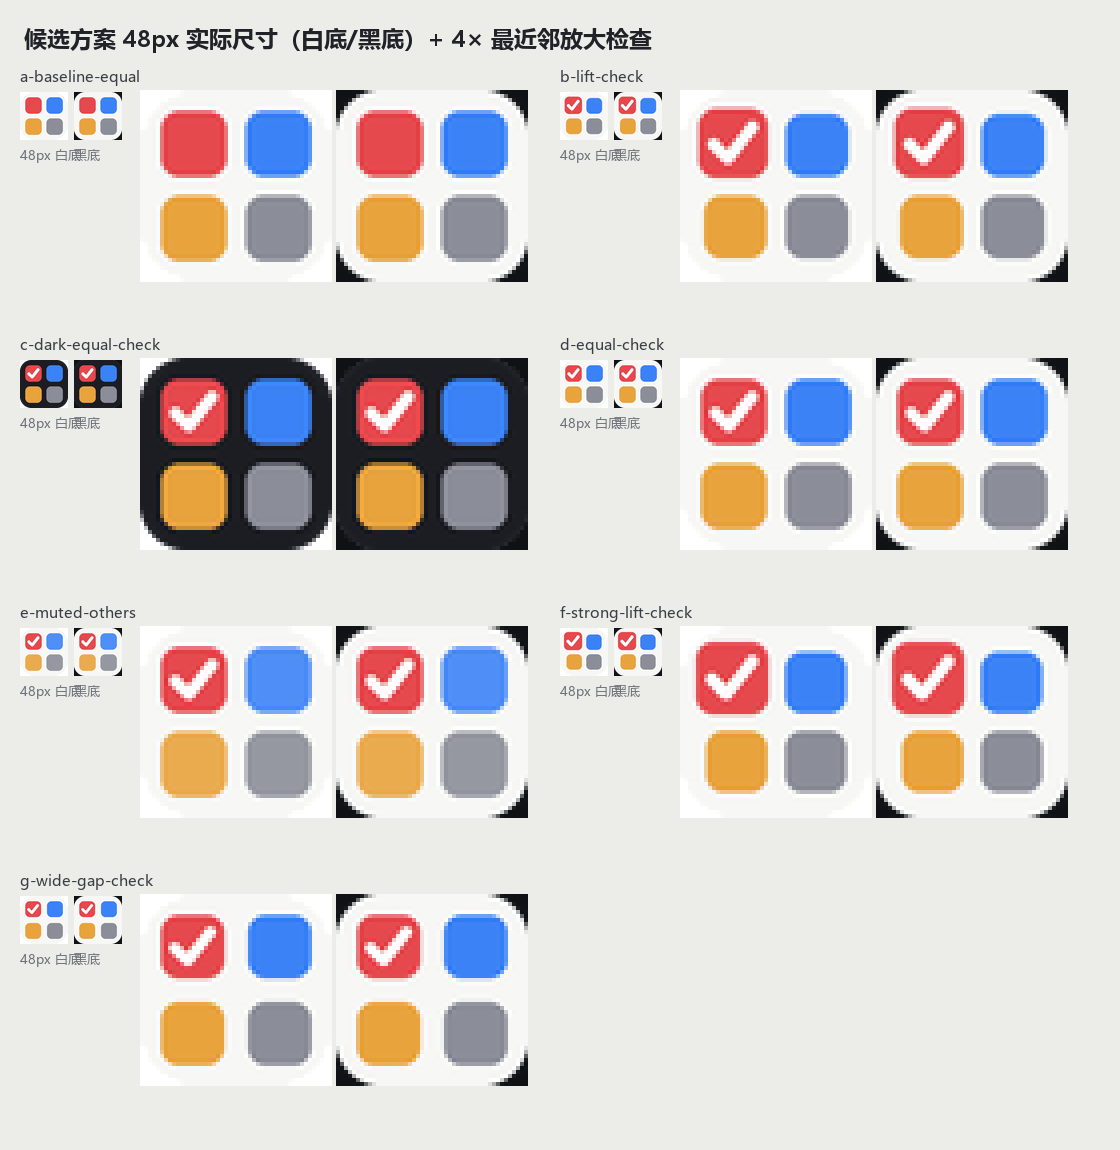 候选方案 48px 实际尺寸（白底/黑底）+ 4× 最近邻放大检查
a-baseline-equal
48px 白底黑底
b-lift-check
48px 白底黑底
c-dark-equal-check
48px 白底黑底
d-equal-check
48px 白底黑底
e-muted-others
48px 白底黑底
f-strong-lift-check
48px 白底黑底
g-wide-gap-check
48px 白底黑底